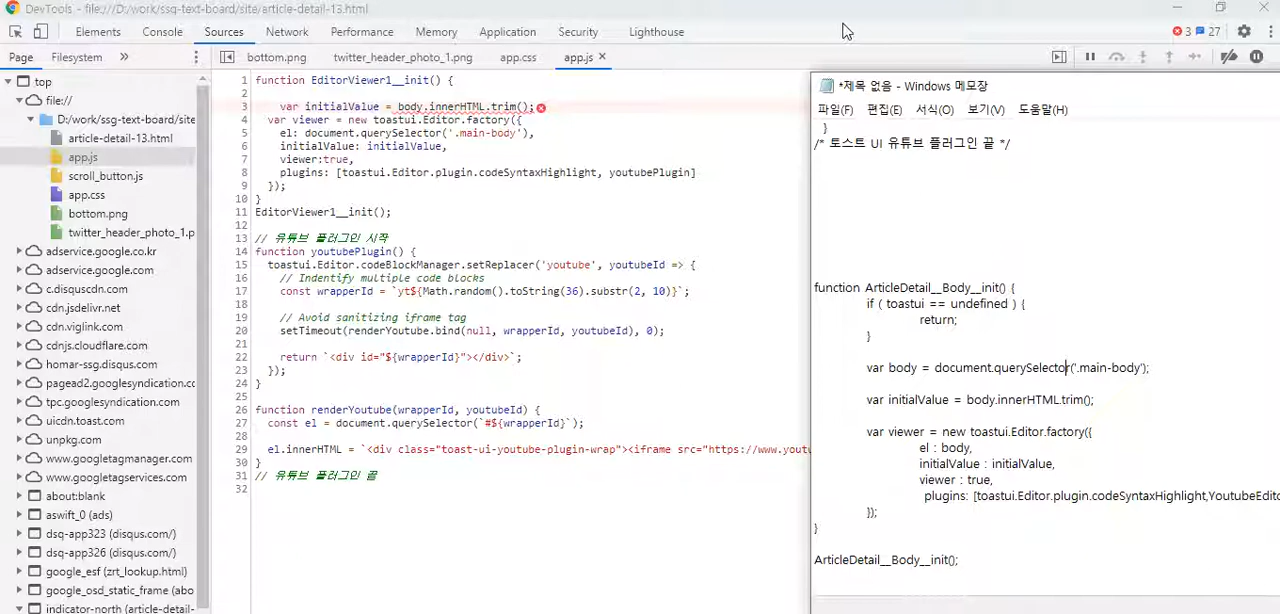 DevTools - file:///D:/work/ssg-text-board/site/article-detail-13.html
Elements Console Sources Network Performance Memory Application Security Lighthouse 3 27
Page Filesystem » bottom.png twitter_header_photo_1.png app.css app.js ×
top
file://
D:/work/ssg-text-board/site
article-detail-13.html
app.js
scroll_button.js
app.css
bottom.png
twitter_header_photo_1.p
adservice.google.co.kr
adservice.google.com
c.disquscdn.com
cdn.jsdelivr.net
cdn.viglink.com
cdnjs.cloudflare.com
homar-ssg.disqus.com
pagead2.googlesyndication.c
tpc.googlesyndication.com
uicdn.toast.com
unpkg.com
www.googletagmanager.com
www.googletagservices.com
about:blank
aswift_0 (ads)
dsq-app323 (disqus.com/)
dsq-app326 (disqus.com/)
google_esf (zrt_lookup.html)
google_osd_static_frame (abo
indicator-north (article-detail-
1 function EditorViewer1__init() {
2
3 var initialValue = body.innerHTML.trim();
4 var viewer = new toastui.Editor.factory({
5 el: document.querySelector('.main-body'),
6 initialValue: initialValue,
7 viewer:true,
8 plugins: [toastui.Editor.plugin.codeSyntaxHighlight, youtubePlugin]
9 });
10 }
11 EditorViewer1__init();
12
13 // 유튜브 플러그인 시작
14 function youtubePlugin() {
15 toastui.Editor.codeBlockManager.setReplacer('youtube', youtubeId => {
16 // Indentify multiple code blocks
17 const wrapperId = `yt${Math.random().toString(36).substr(2, 10)}`;
18
19 // Avoid sanitizing iframe tag
20 setTimeout(renderYoutube.bind(null, wrapperId, youtubeId), 0);
21
22 return `<div id="${wrapperId}"></div>`;
23 });
24 }
25
26 function renderYoutube(wrapperId, youtubeId) {
27 const el = document.querySelector(`#${wrapperId}`);
28
29 el.innerHTML = `<div class="toast-ui-youtube-plugin-wrap"><iframe src="https://www.yout
30 }
31 // 유튜브 플러그인 끝
32
*제목 없음 - Windows 메모장
파일(F) 편집(E) 서식(O) 보기(V) 도움말(H)
}
/* 토스트 UI 유튜브 플러그인 끝 */
function ArticleDetail__Body__init() {
if ( toastui == undefined ) {
return;
}
var body = document.querySelector('.main-body');
var initialValue = body.innerHTML.trim();
var viewer = new toastui.Editor.factory({
el : body,
initialValue : initialValue,
viewer : true,
plugins: [toastui.Editor.plugin.codeSyntaxHighlight,YoutubeEdito
});
}
ArticleDetail__Body__init();